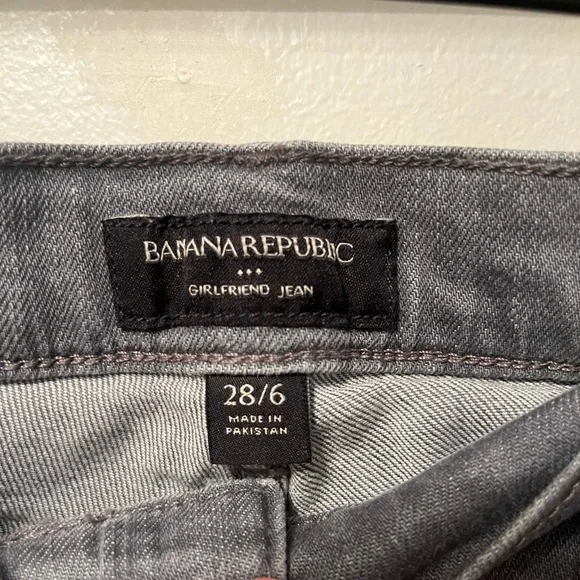 BANANA REPUBLIC
GIRLFRIEND JEAN
28/6
MADE IN
PAKISTAN